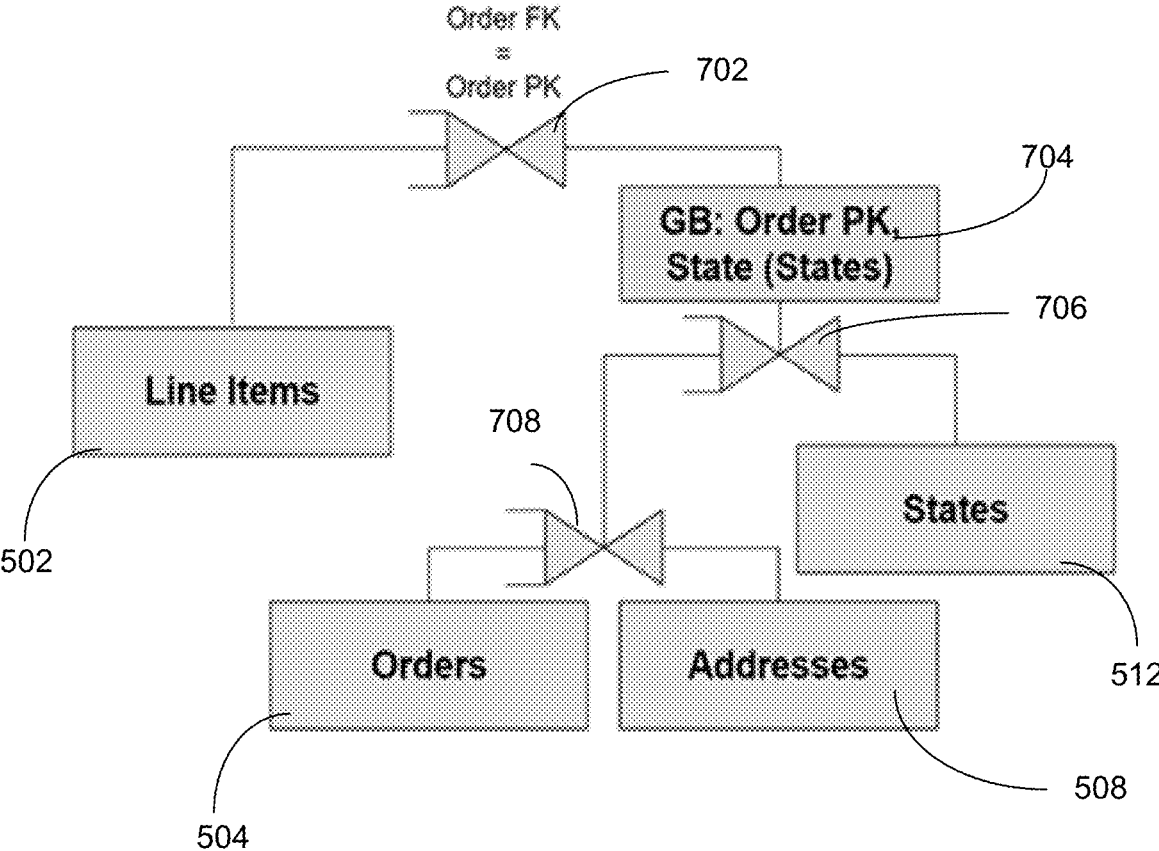 Order FK
=
Order PK
702
704
GB: Order PK,
State (States)
706
Line Items
708
States
502
Orders
Addresses
512
508
504